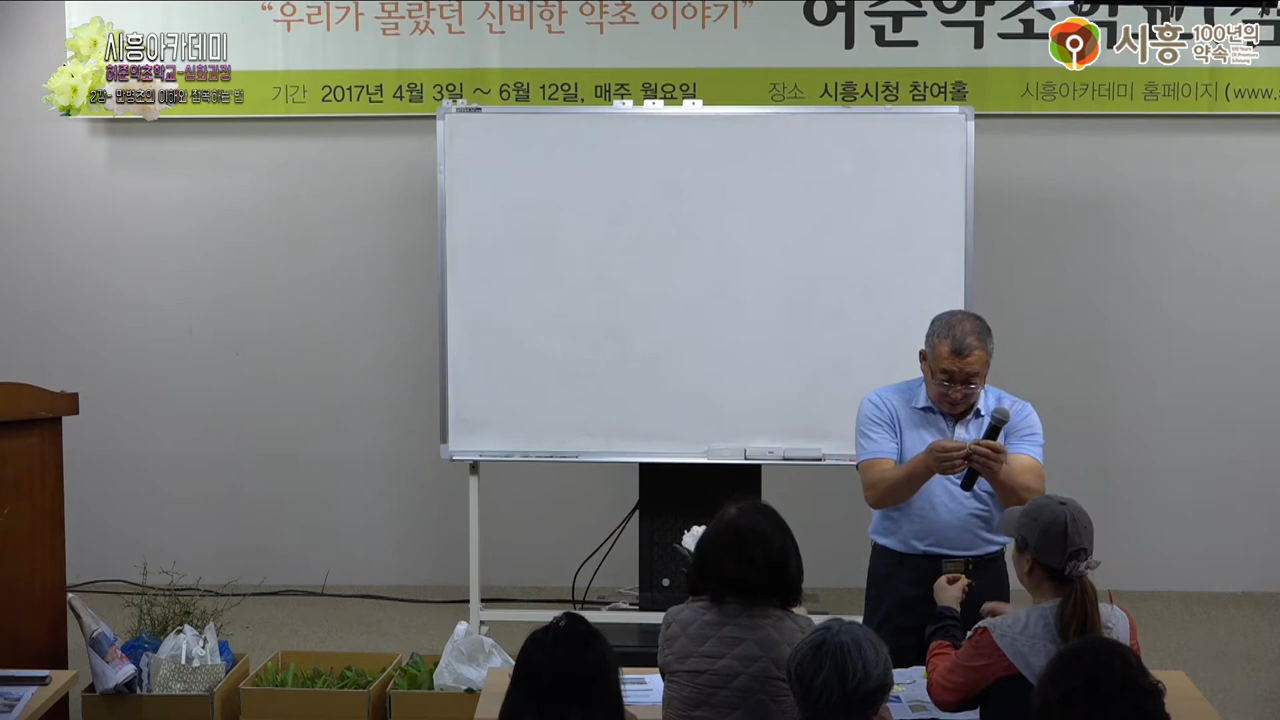 “우리가 몰랐던 신비한 약초 이야기”
허준약초학교
시흥아카데미
허준약초학교-심화과정
2강- 만병초의 이해와 접목하는 법
시흥 100년의 약속
기간 2017년 4월 3일 ~ 6월 12일, 매주 월요일 장소 시흥시청 참여홀 시흥아카데미 홈페이지 (www.s